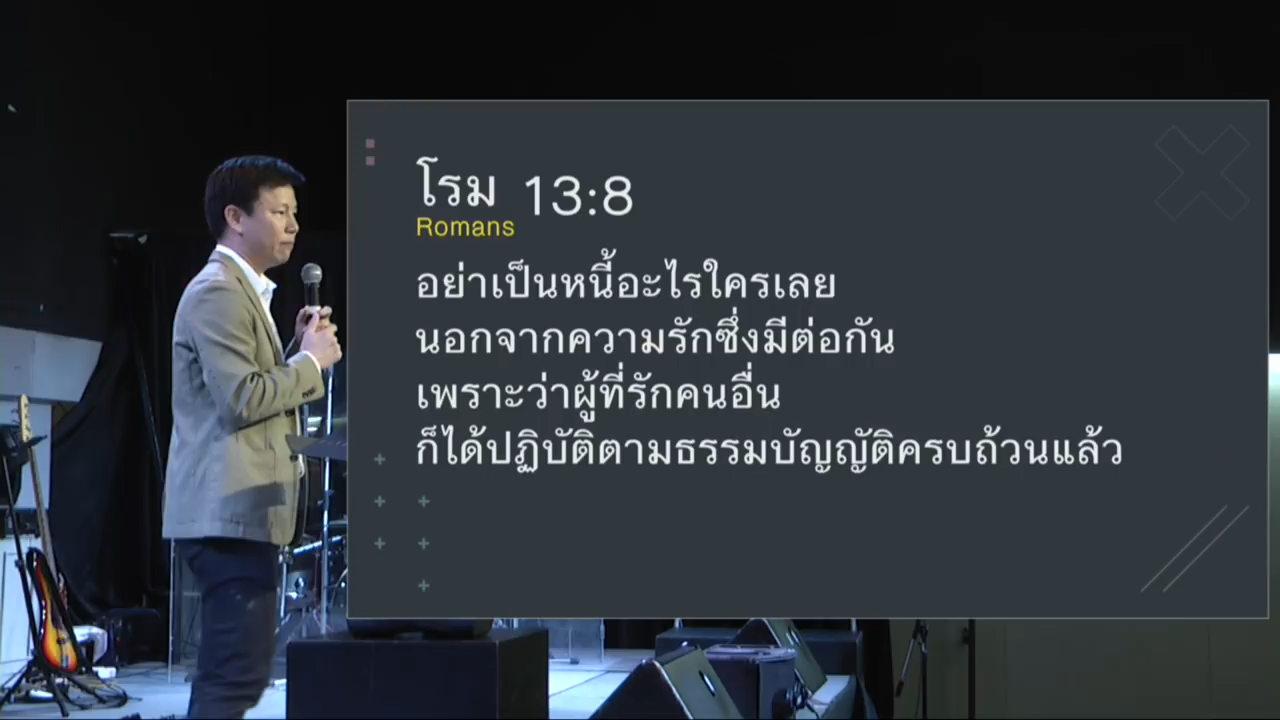 โรม 13:8
Romans
อย่าเป็นหนี้อะไรใครเลย
นอกจากความรักซึ่งมีต่อกัน
เพราะว่าผู้ที่รักคนอื่น
ก็ได้ปฏิบัติตามธรรมบัญญัติครบถ้วนแล้ว